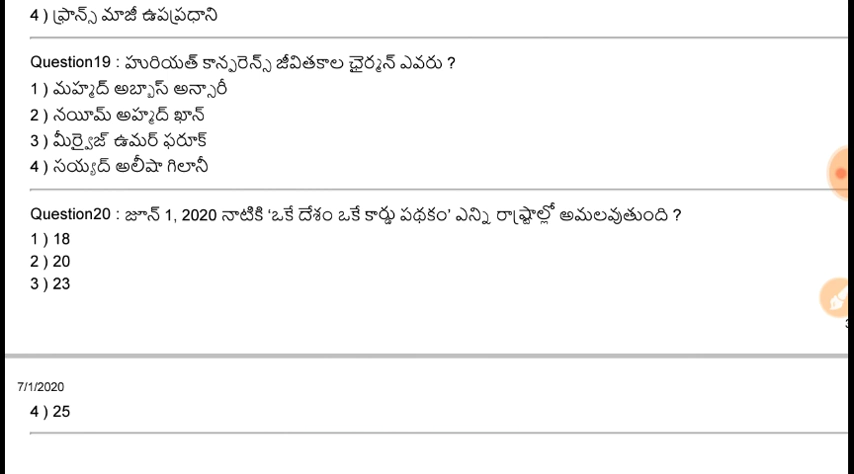 4 ) ఫ్రాన్స్ మాజీ ఉపప్రధాని
Question19 : హురియత్ కాన్ఫరెన్స్ జీవితకాల ఛైర్మన్ ఎవరు ?
1 ) మహ్మద్ అబ్బాస్ అన్సారీ
2 ) నయీమ్ అహ్మద్ ఖాన్
3 ) మీర్వైజ్ ఉమర్ ఫరూక్
4 ) సయ్యద్ అలీషా గిలానీ
Question20 : జూన్ 1, 2020 నాటికి ‘ఒకే దేశం ఒకే కార్డు పథకం’ ఎన్ని రాష్ట్రాల్లో అమలవుతుంది ?
1 ) 18
2 ) 20
3 ) 23
7/1/2020
4 ) 25